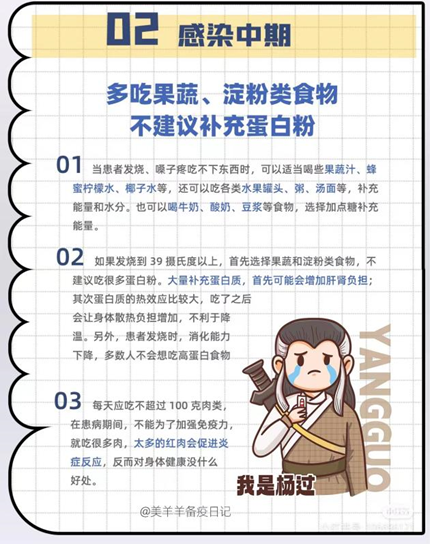 02 感染中期
多吃果蔬、淀粉类食物
不建议补充蛋白粉
01 当患者发烧、嗓子疼吃不下东西时，可以适当喝些果蔬汁、蜂
蜜柠檬水、椰子水等，还可以吃各类水果罐头、粥、汤面等，补充
能量和水分。也可以喝牛奶、酸奶、豆浆等食物，选择加点糖补充
能量。
02 如果发烧到 39 摄氏度以上，首先选择果蔬和淀粉类食物，不
建议吃很多蛋白粉。大量补充蛋白质，首先可能会增加肝肾负担；
其次蛋白质的热效应比较大，吃了之后
会让身体散热负担增加，不利于降
温。另外，患者发烧时，消化能力
下降，多数人不会想吃高蛋白食物
03 每天应吃不超过 100 克肉类，
在患病期间，不能为了加强免疫力，
就吃很多肉，太多的红肉会促进炎
症反应，反而对身体健康没什么
好处。
YANGGUO
我是杨过
@美羊羊备疫日记